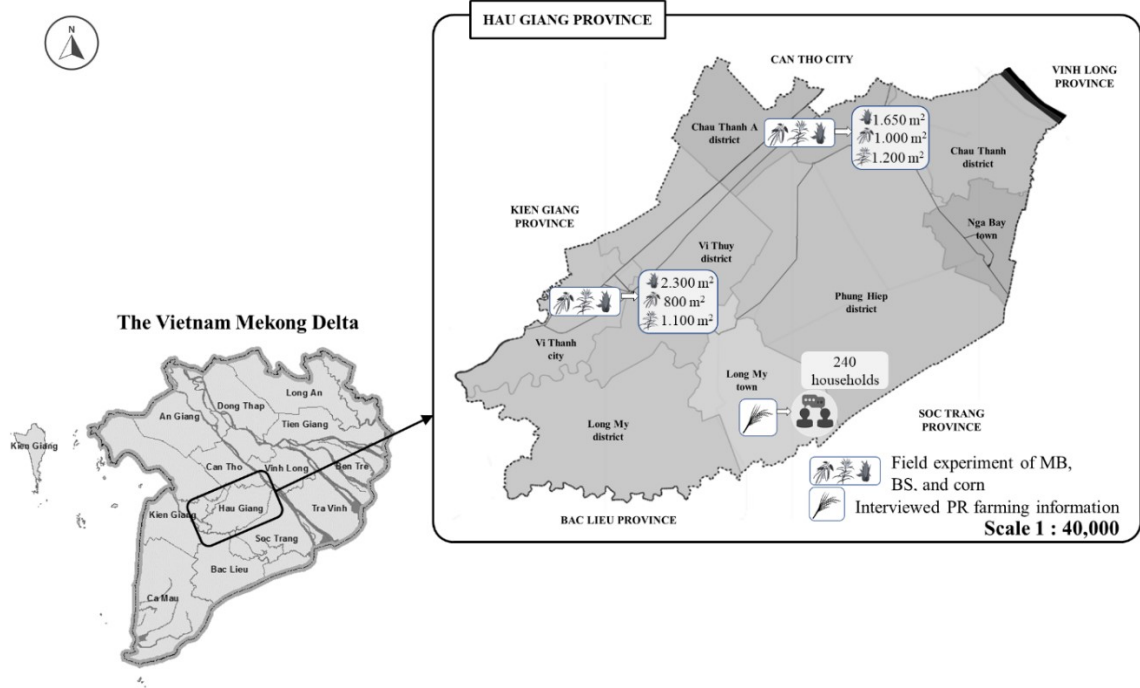 N
HAU GIANG PROVINCE
CAN THO CITY
VINH LONG
PROVINCE
Chau Thanh A
district
1.650 m²
1.000 m²
1.200 m²
Chau Thanh
district
KIEN GIANG
PROVINCE
Nga Bay
town
Vi Thuy
district
2.300 m²
800 m²
1.100 m²
Phung Hiep
district
Vi Thanh
city
Long My
town
240
households
Long My
district
SOC TRANG
PROVINCE
BAC LIEU PROVINCE
Field experiment of MB,
BS, and corn
Interviewed PR farming information
Scale 1 : 40,000
The Vietnam Mekong Delta
Long An
Dong Thap
An Giang
Tien Giang
Kien Giang
Can Tho
Vinh Long
Ben Tre
Hau Giang
Kien Giang
Tra Vinh
Soc Trang
Bac Lieu
Ca Mau